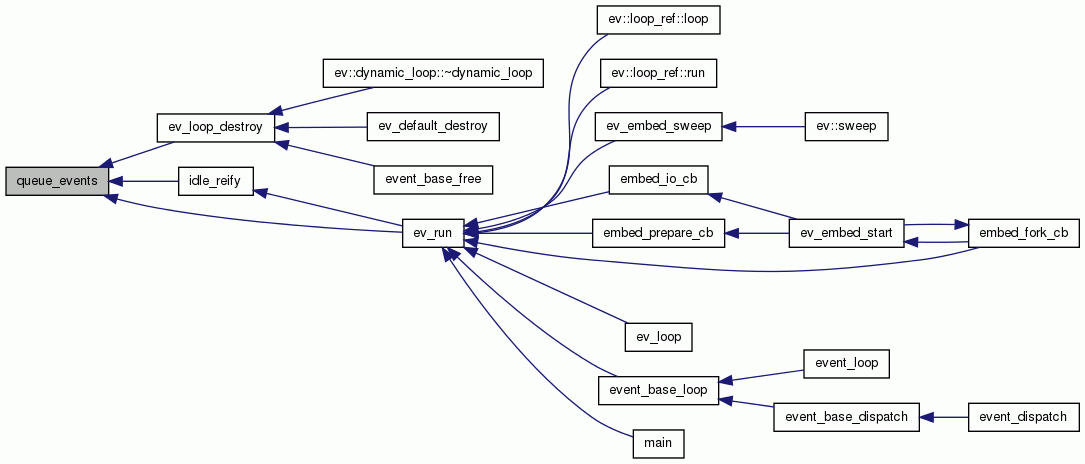 ev::loop_ref::loop
ev::dynamic_loop::~dynamic_loop
ev::loop_ref::run
ev_loop_destroy
ev_default_destroy
ev_embed_sweep
ev::sweep
queue_events
idle_reify
event_base_free
embed_io_cb
ev_run
embed_prepare_cb
ev_embed_start
embed_fork_cb
ev_loop
event_loop
event_base_loop
event_base_dispatch
event_dispatch
main